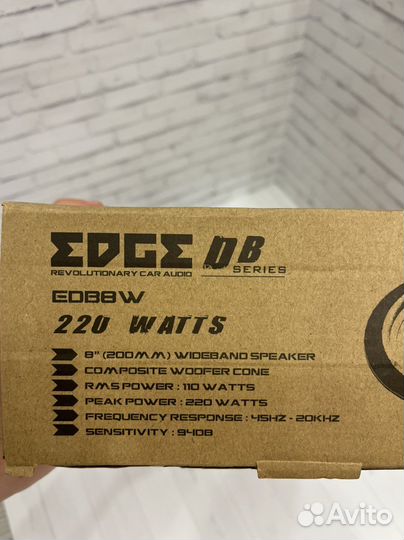 EDGE DB
REVOLUTIONARY CAR AUDIO SERIES
EDB8W
220 WATTS
8" (200MM) WIDEBAND SPEAKER
COMPOSITE WOOFER CONE
RMS POWER : 110 WATTS
PEAK POWER : 220 WATTS
FREQUENCY RESPONSE : 45HZ - 20KHZ
SENSITIVITY : 94DB
Avito